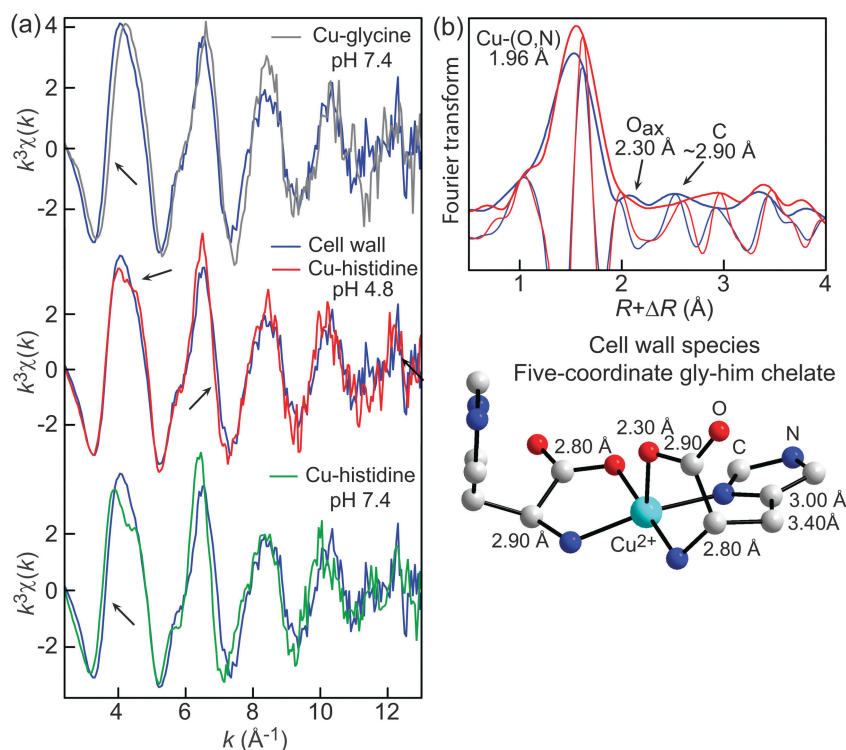 (a)
Cu-glycine
pH 7.4
4
2
0
-2
k³χ(k)
Cell wall
Cu-histidine
pH 4.8
2
0
-2
k³χ(k)
Cu-histidine
pH 7.4
2
0
-2
k³χ(k)
4 6 8 10 12
k (Å⁻¹)
(b)
Cu-(O,N)
1.96 Å
Oax
2.30 Å
C
~2.90 Å
Fourier transform
1 2 3 4
R+ΔR (Å)
Cell wall species
Five-coordinate gly-him chelate
O
2.80 Å
2.30 Å
2.90
C
N
3.00 Å
3.40Å
2.90 Å
Cu²⁺
2.80 Å